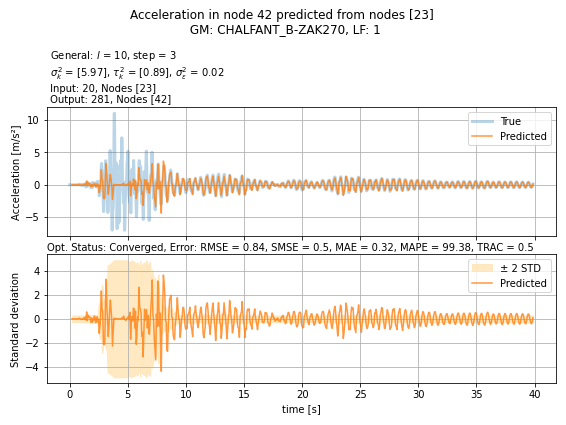 Acceleration in node 42 predicted from nodes [23]
GM: CHALFANT_B-ZAK270, LF: 1
General: l = 10, step = 3
σ²ₖ = [5.97], τ²ₖ = [0.89], σ²ε = 0.02
Input: 20, Nodes [23]
Output: 281, Nodes [42]
10
5
0
−5
Acceleration [m/s²]
True
Predicted
Opt. Status: Converged, Error: RMSE = 0.84, SMSE = 0.5, MAE = 0.32, MAPE = 99.38, TRAC = 0.5
4
2
0
−2
−4
Standard deviation
± 2 STD
Predicted
0 5 10 15 20 25 30 35 40
time [s]